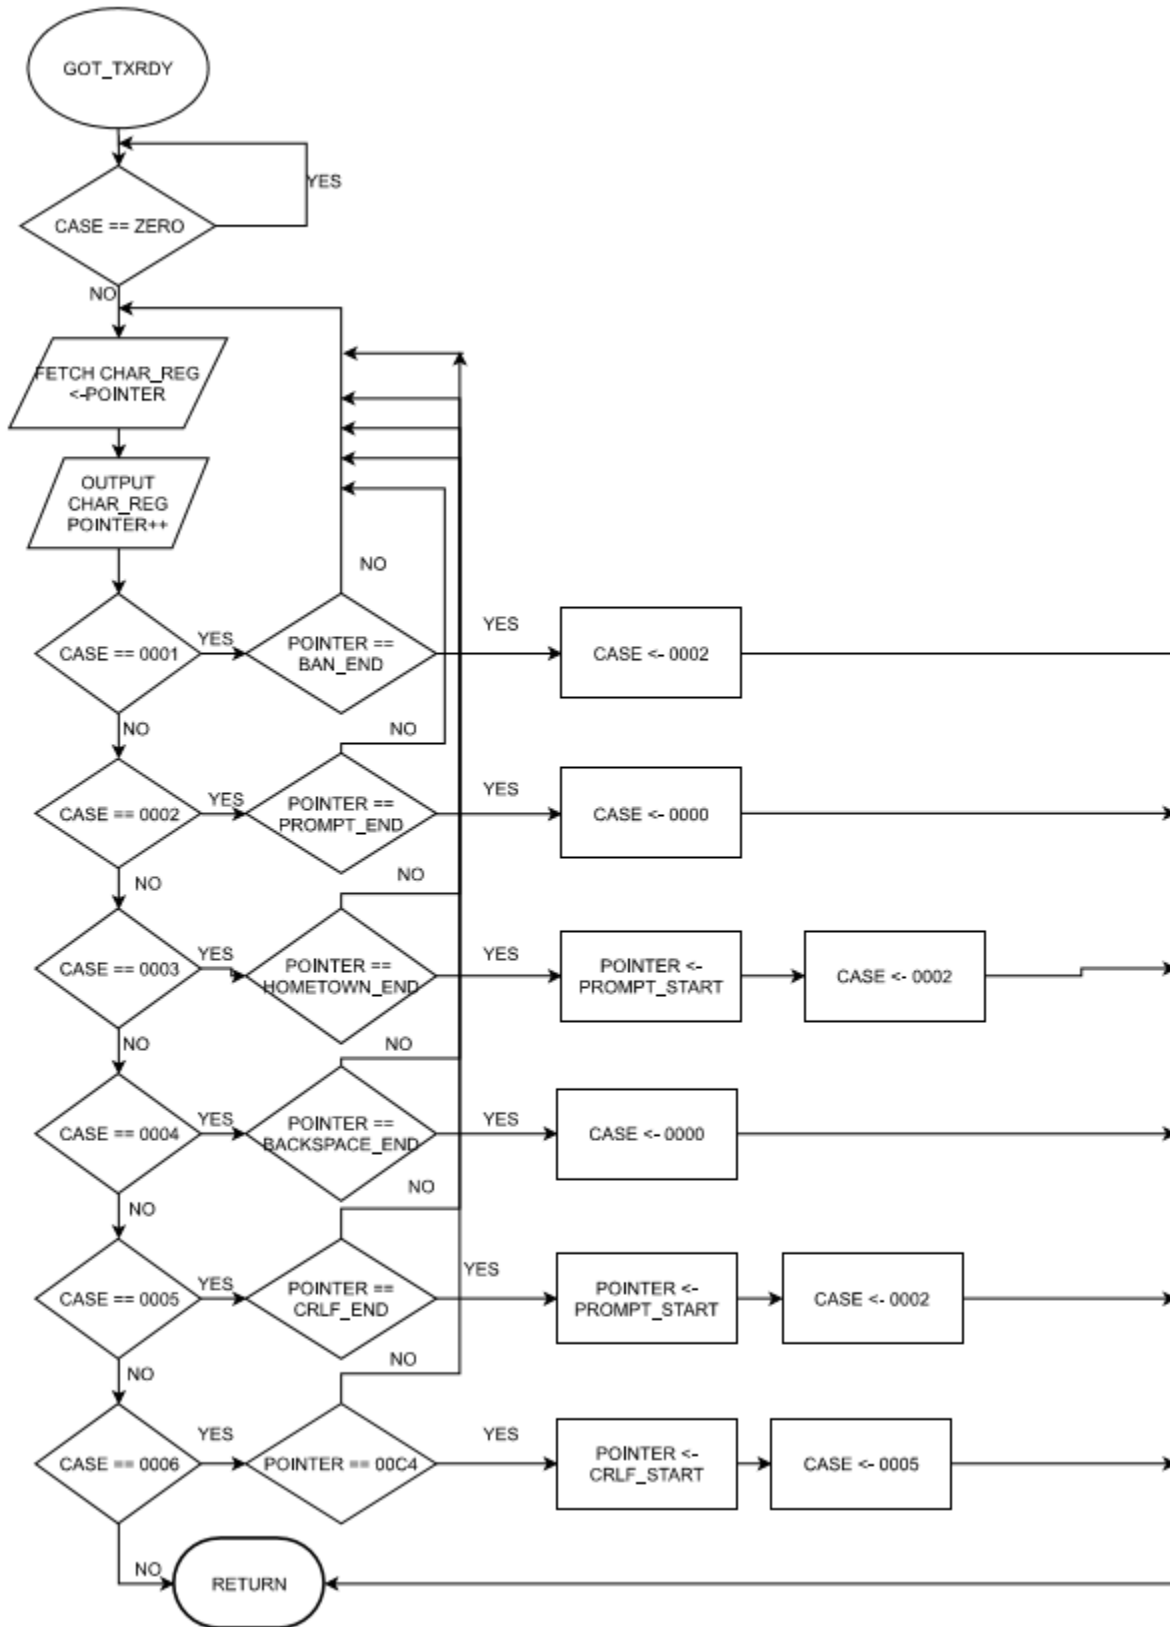 GOT_TXRDY
YES
CASE == ZERO
NO
FETCH CHAR_REG
<-POINTER
OUTPUT
CHAR_REG
POINTER++
NO
CASE == 0001
YES
POINTER ==
BAN_END
YES
CASE <- 0002
NO
NO
CASE == 0002
YES
POINTER ==
PROMPT_END
YES
CASE <- 0000
NO
NO
CASE == 0003
YES
POINTER ==
HOMETOWN_END
YES
POINTER <-
PROMPT_START
CASE <- 0002
NO
NO
CASE == 0004
YES
POINTER ==
BACKSPACE_END
YES
CASE <- 0000
NO
NO
CASE == 0005
YES
POINTER ==
CRLF_END
YES
POINTER <-
PROMPT_START
CASE <- 0002
NO
NO
CASE == 0006
YES
POINTER == 00C4
YES
POINTER <-
CRLF_START
CASE <- 0005
NO
RETURN